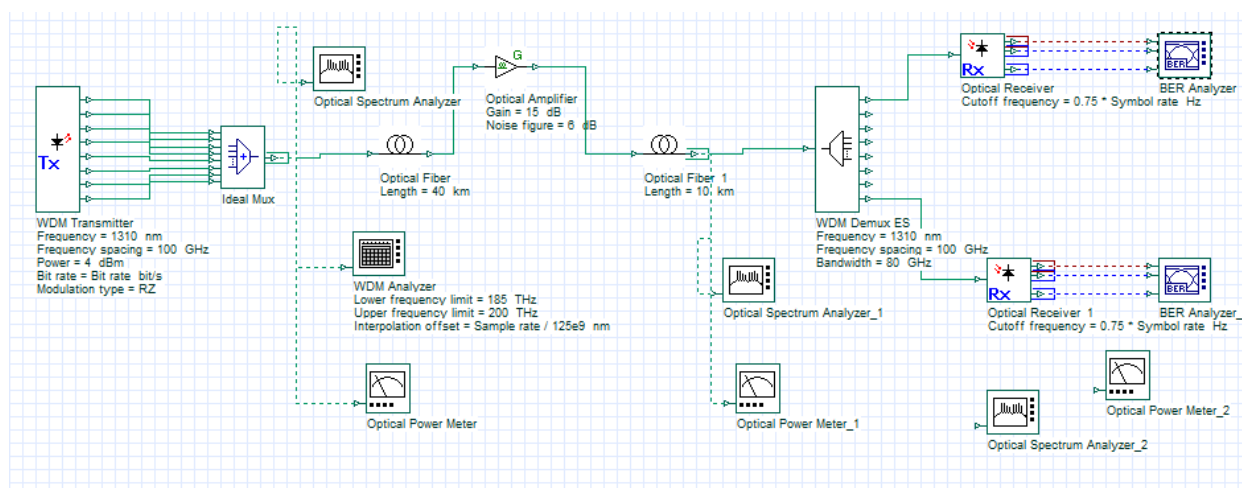 Tx
WDM Transmitter
Frequency = 1310 nm
Frequency spacing = 100 GHz
Power = 4 dBm
Bit rate = Bit rate bit/s
Modulation type = RZ
Ideal Mux
Optical Spectrum Analyzer
Optical Fiber
Length = 40 km
WDM Analyzer
Lower frequency limit = 185 THz
Upper frequency limit = 200 THz
Interpolation offset = Sample rate / 125e9 nm
Optical Power Meter
G
Optical Amplifier
Gain = 15 dB
Noise figure = 6 dB
Optical Fiber 1
Length = 10 km
Optical Spectrum Analyzer_1
Optical Power Meter_1
WDM Demux ES
Frequency = 1310 nm
Frequency spacing = 100 GHz
Bandwidth = 80 GHz
Rx
Optical Receiver
Cutoff frequency = 0.75 * Symbol rate Hz
BER
BER Analyzer
Rx
Optical Receiver 1
Cutoff frequency = 0.75 * Symbol rate Hz
BER
BER Analyzer_
Optical Power Meter_2
Optical Spectrum Analyzer_2